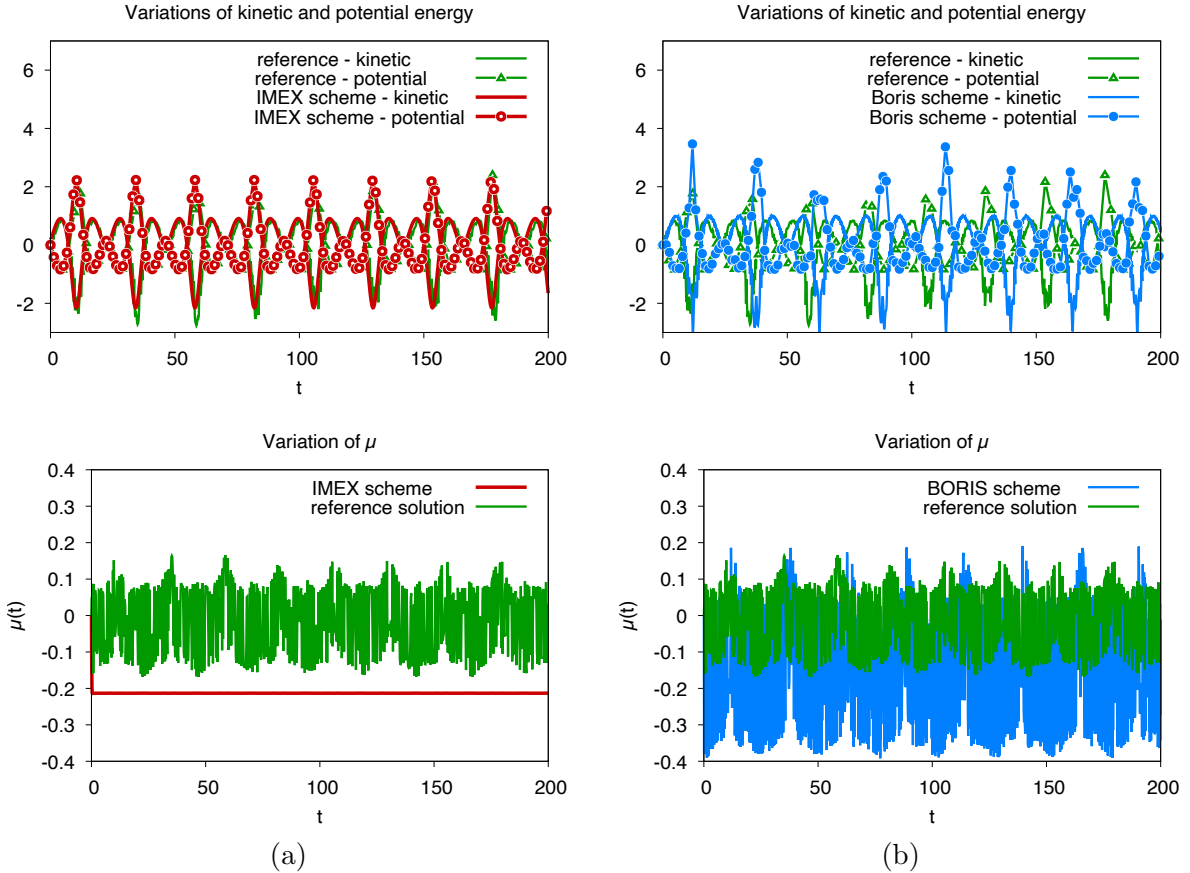 Variations of kinetic and potential energy
reference - kinetic
reference - potential
IMEX scheme - kinetic
IMEX scheme - potential
6
4
2
0
-2
0 50 100 150 200
t
Variations of kinetic and potential energy
reference - kinetic
reference - potential
Boris scheme - kinetic
Boris scheme - potential
6
4
2
0
-2
0 50 100 150 200
t
Variation of μ
IMEX scheme
reference solution
0.4
0.3
0.2
0.1
0
-0.1
-0.2
-0.3
-0.4
μ(t)
0 50 100 150 200
t
Variation of μ
BORIS scheme
reference solution
0.4
0.3
0.2
0.1
0
-0.1
-0.2
-0.3
-0.4
μ(t)
0 50 100 150 200
t
(a)
(b)